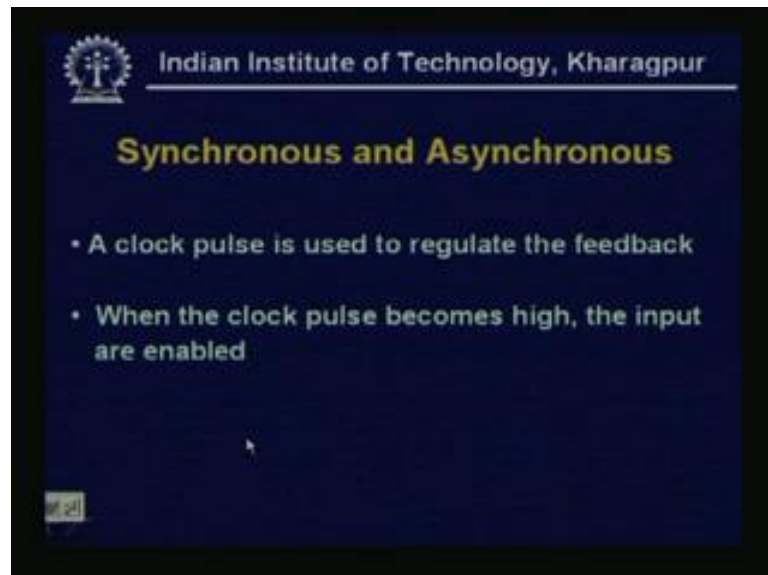 Indian Institute of Technology, Kharagpur
Synchronous and Asynchronous
• A clock pulse is used to regulate the feedback
• When the clock pulse becomes high, the input
are enabled